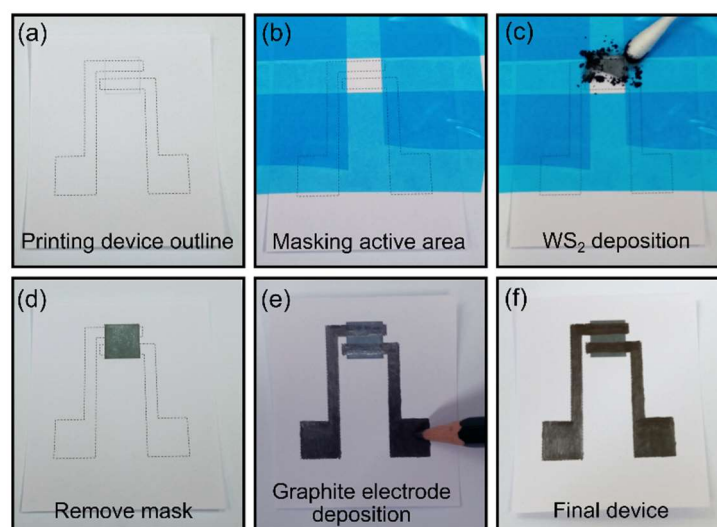 (a)
Printing device outline
(b)
Masking active area
(c)
WS₂ deposition
(d)
Remove mask
(e)
Graphite electrode
deposition
(f)
Final device